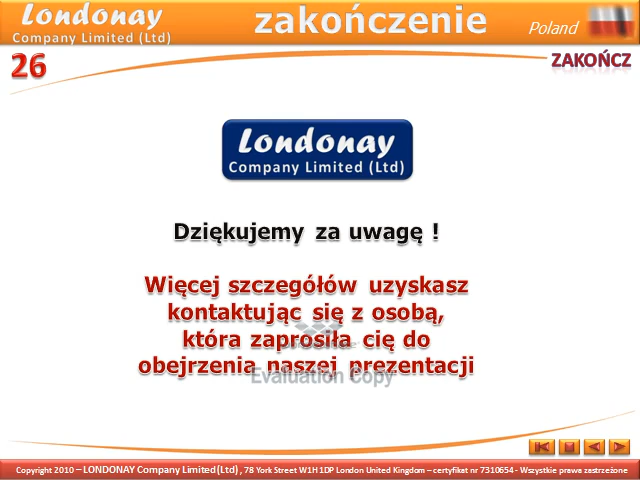 Londonay
Company Limited (Ltd)
zakończenie
Poland
26
ZAKOŃCZ
Londonay
Company Limited (Ltd)
Dziękujemy za uwagę !
Więcej szczegółów uzyskasz
kontaktując się z osobą,
która zaprosiła cię do
obejrzenia naszej prezentacji
Evaluation Copy
Copyright 2010 – LONDONAY Company Limited (Ltd) , 78 York Street W1H 1DP London United Kingdom – certyfikat nr 7310654 - Wszystkie prawa zastrzeżone